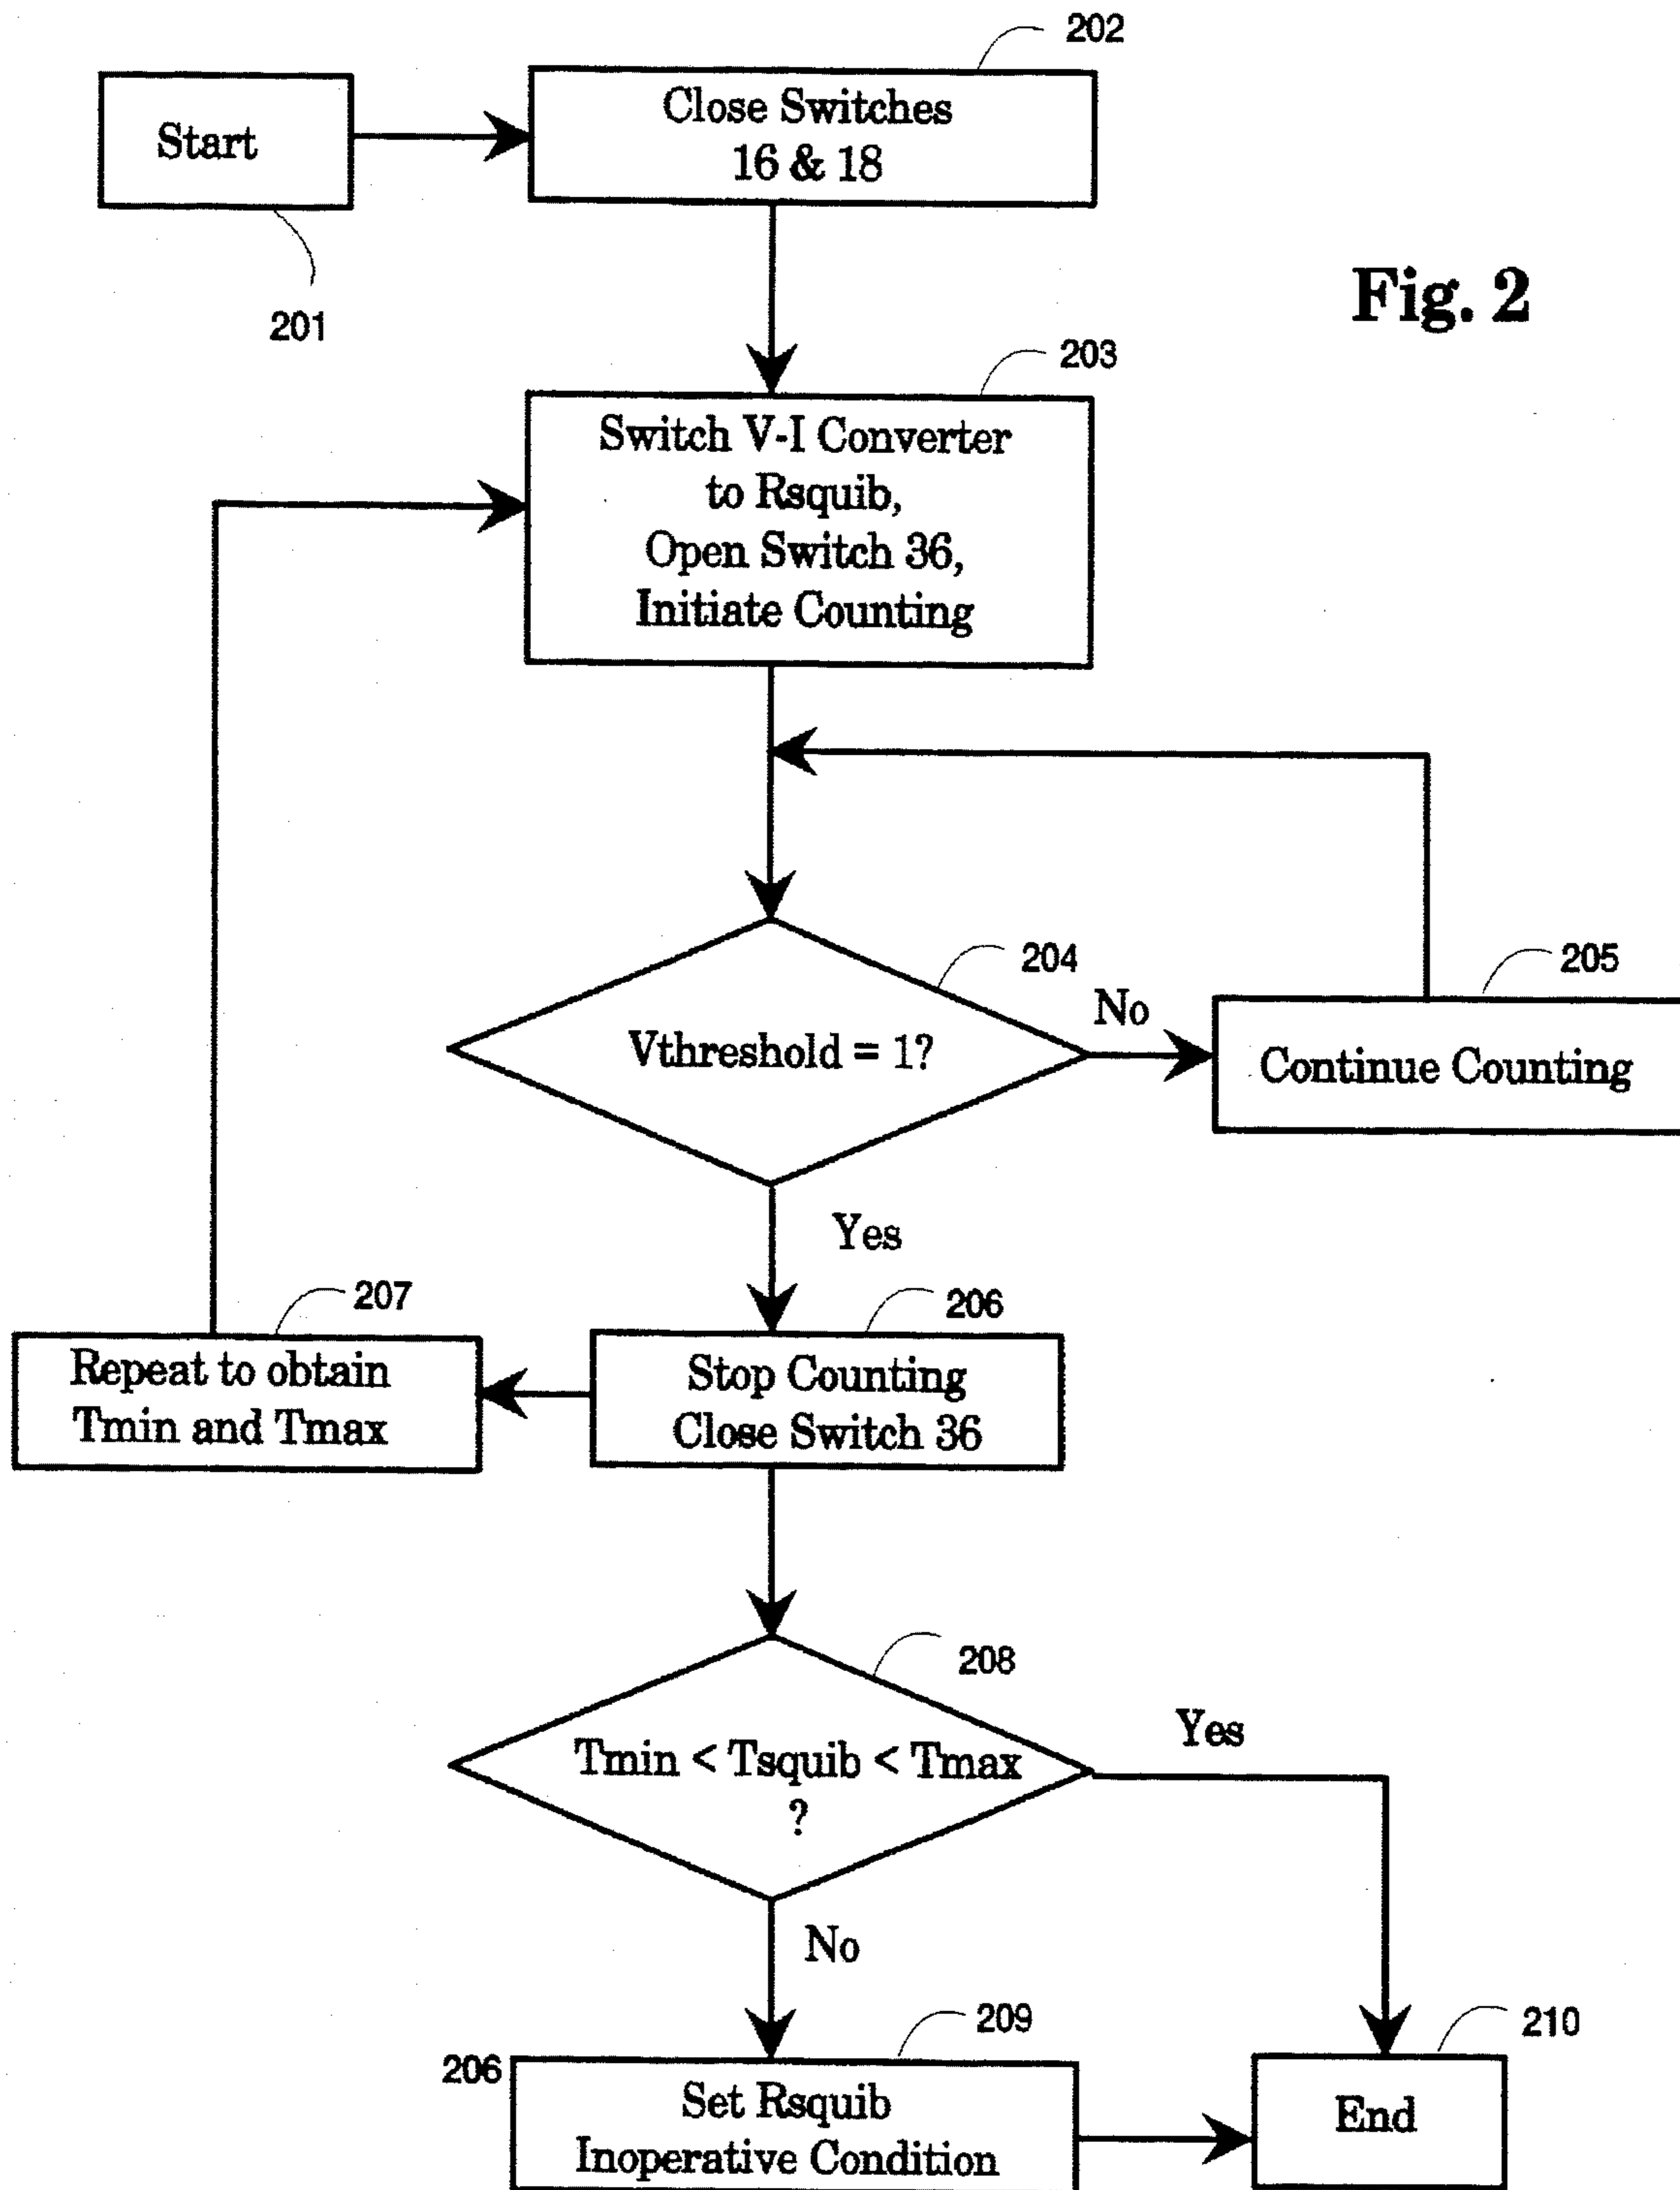 202
Start
Close Switches
16 & 18
201
Fig. 2
203
Switch V-I Converter
to Rsquib,
Open Switch 36,
Initiate Counting
204
205
No
Vthreshold = 1?
Continue Counting
Yes
207
206
Repeat to obtain
Tmin and Tmax
Stop Counting
Close Switch 36
208
Yes
Tmin < Tsquib < Tmax
?
No
209
210
206
Set Rsquib
Inoperative Condition
End